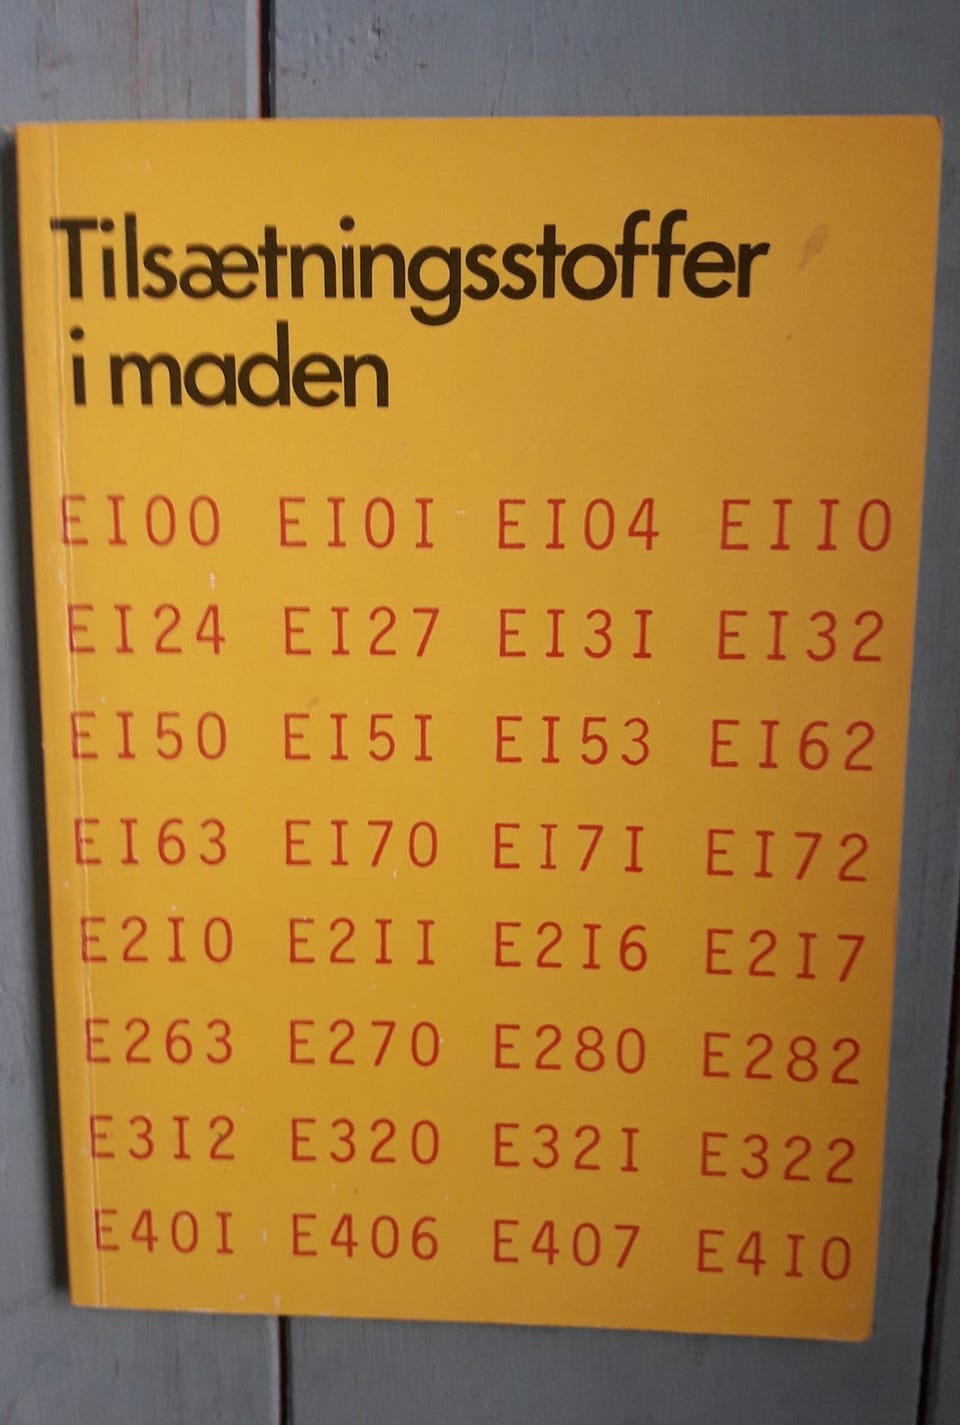 Tilsætningsstoffer
i maden
EI00 EI0I EI04 EII0
EI24 EI27 EI3I EI32
EI50 EI5I EI53 EI62
EI63 EI70 EI7I EI72
E2I0 E2II E2I6 E2I7
E263 E270 E280 E282
E3I2 E320 E32I E322
E40I E406 E407 E4I0